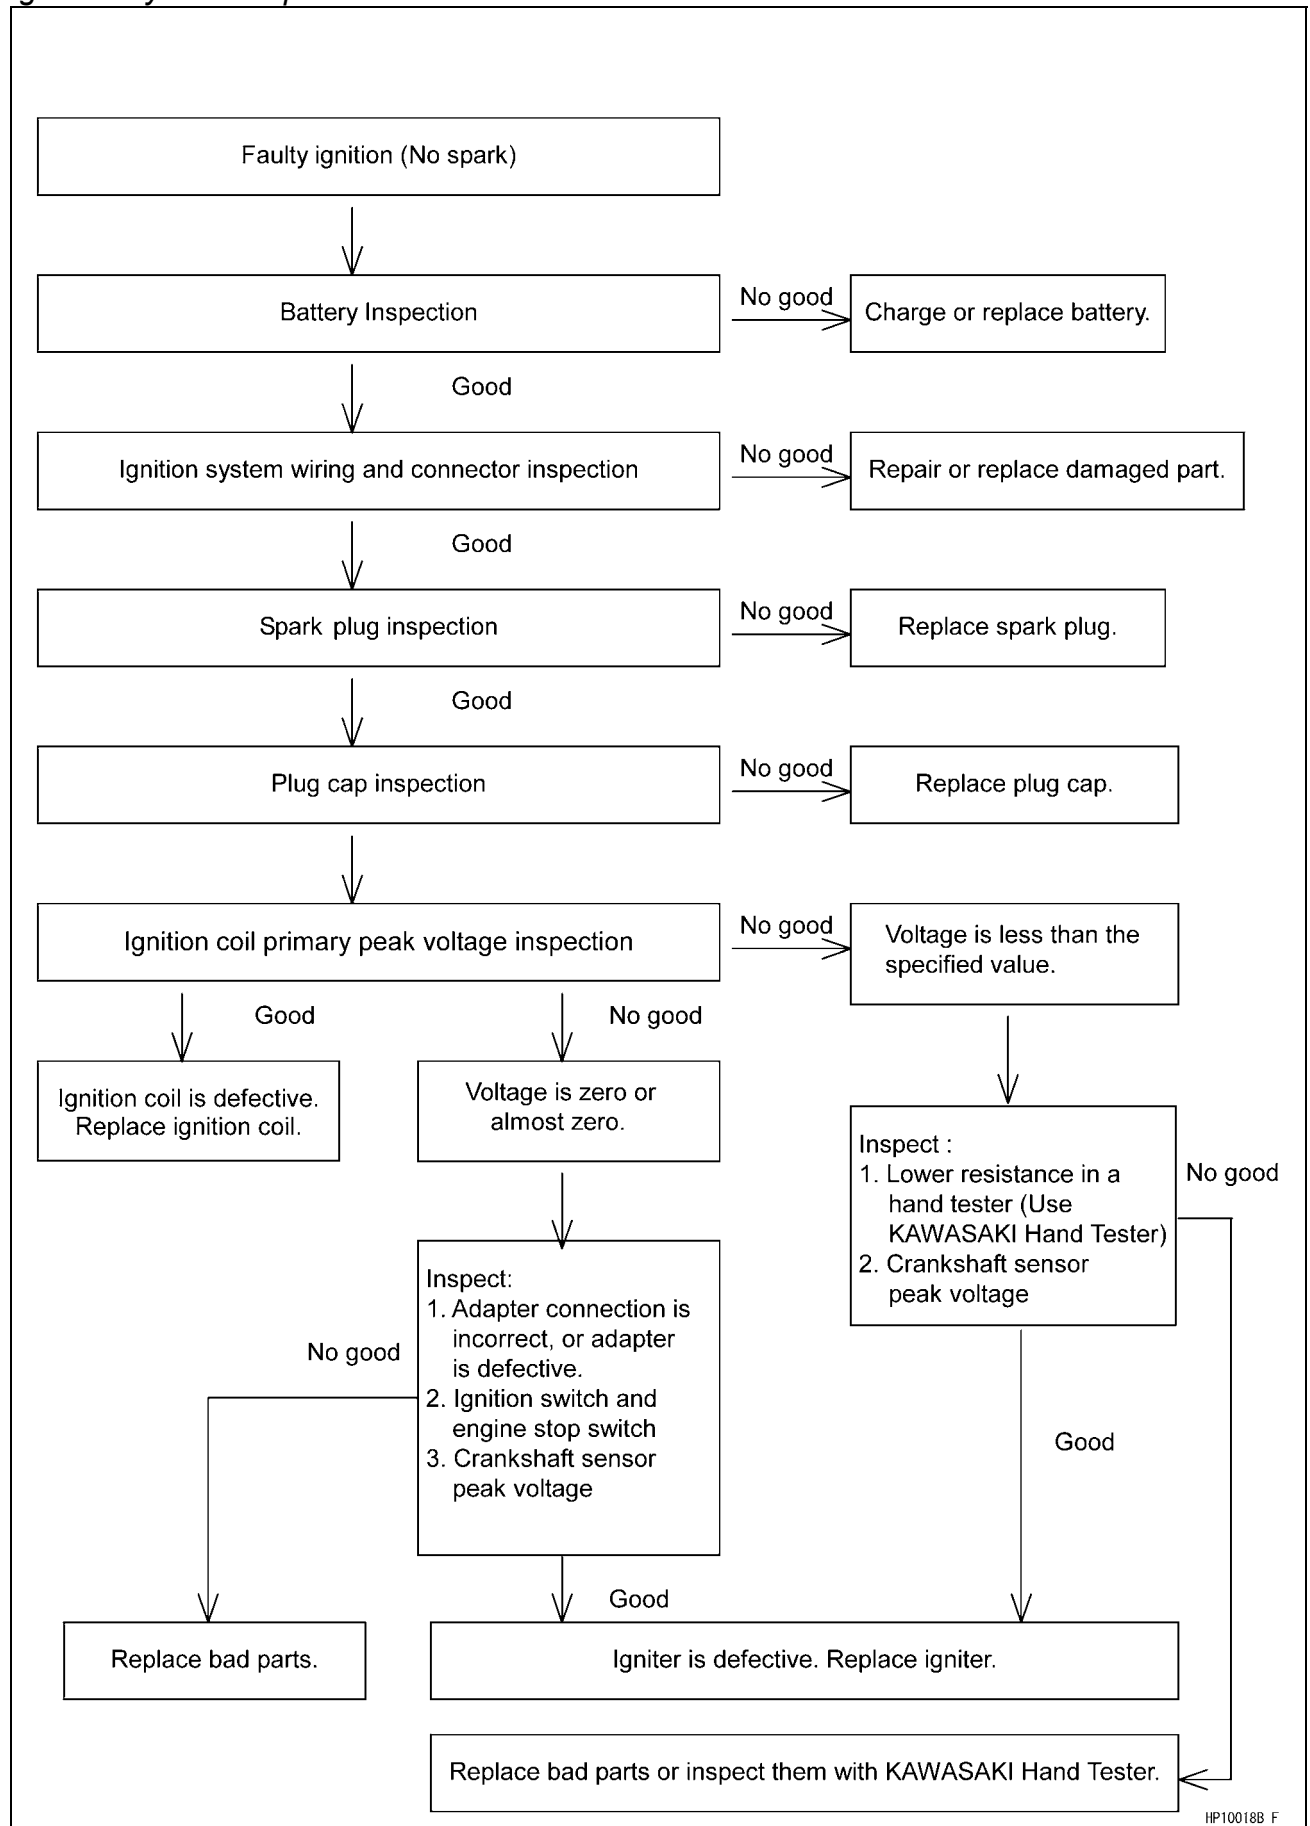 Faulty ignition (No spark)
Battery Inspection
No good
Charge or replace battery.
Good
Ignition system wiring and connector inspection
No good
Repair or replace damaged part.
Good
Spark plug inspection
No good
Replace spark plug.
Good
Plug cap inspection
No good
Replace plug cap.
Ignition coil primary peak voltage inspection
No good
Voltage is less than the
specified value.
Good
No good
Ignition coil is defective.
Replace ignition coil.
Voltage is zero or
almost zero.
Inspect :
1. Lower resistance in a
hand tester (Use
KAWASAKI Hand Tester)
2. Crankshaft sensor
peak voltage
No good
Inspect:
1. Adapter connection is
incorrect, or adapter
is defective.
2. Ignition switch and
engine stop switch
3. Crankshaft sensor
peak voltage
No good
Good
Good
Replace bad parts.
Igniter is defective. Replace igniter.
Replace bad parts or inspect them with KAWASAKI Hand Tester.
HP10018B F